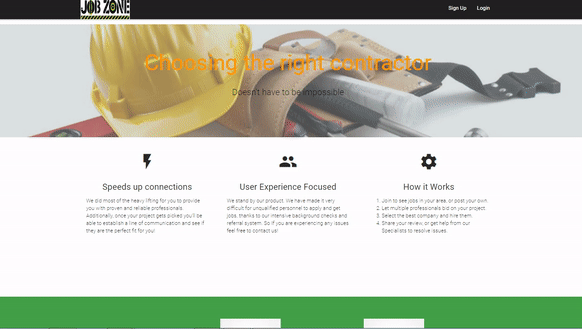 JOB ZONE
Sign Up Login
Choosing the right contractor
Doesn't have to be impossible
Speeds up connections
We did most of the heavy lifting for you to provide
you with proven and reliable professionals.
Additionally, once your project gets picked you'll be
able to establish a line of communication and see if
they are the perfect fit for you!
User Experience Focused
We stand by our product. We have made it very
difficult for unqualified personnel to apply and get
jobs, thanks to our intensive background checks and
referral system. So if you are experiencing any issues
feel free to contact us!
How it Works
1. Join to see jobs in your area, or post your own.
2. Let multiple professionals bid on your project.
3. Select the best company and hire them.
4. Share your review, or get help from our
Specialists to resolve issues.